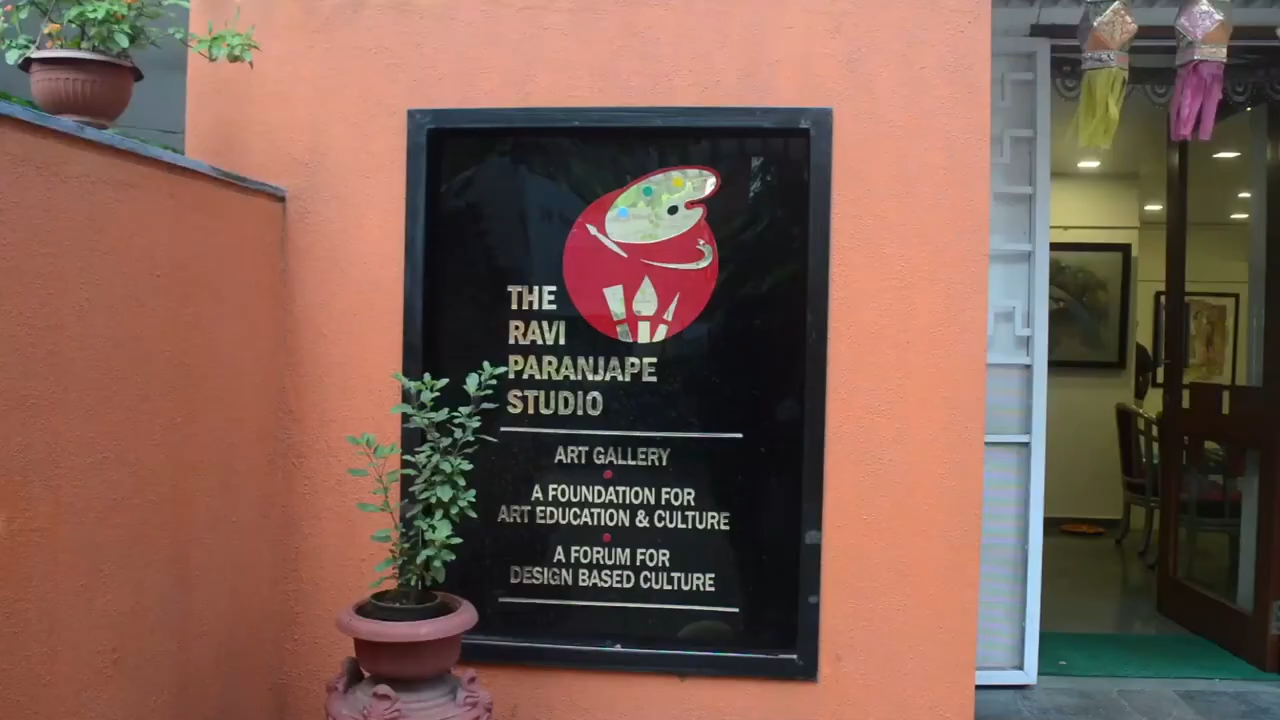 THE
RAVI
PARANJAPE
STUDIO
ART GALLERY
A FOUNDATION FOR
ART EDUCATION & CULTURE
A FORUM FOR
DESIGN BASED CULTURE